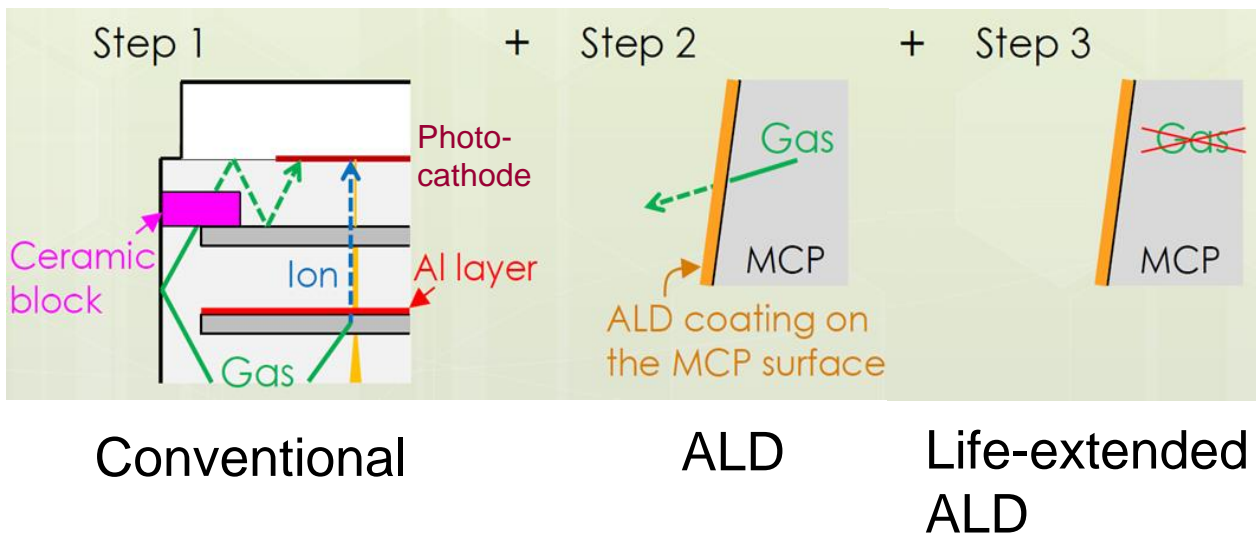 Step 1
+
Step 2
+
Step 3
Photo-
cathode
Ceramic
block
Ion
Al layer
Gas
Gas
MCP
ALD coating on
the MCP surface
Gas
MCP
Conventional
ALD
Life-extended
ALD